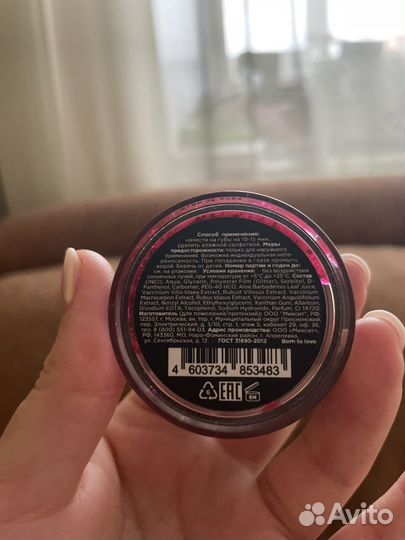 Способ применения:
нанести на губы на 10-15 мин,
удалить влажной салфеткой. Меры
предосторожности: только для наружного
применения. Возможна индивидуальная непе-
реносимость. При попадании в глаза промыть
водой. Беречь от детей. Номер партии и годен до:
см. на упаковке. Условия хранения: без воздействия
солнечных лучей, при температуре от +5°С до +25°С. Состав
(INCI): Aqua, Glycerin, Polyester Film (Glitter), Sorbitol, D-
Panthenol, Carbomer, PEG-40 HCO, Aloe Barbadensis Leaf Juice,
Vaccinium Vitis-Idaea Extract, Rubus Villosus Extract, Vaccinium
Macrocarpon Extract, Rubus Idaeus Extract, Vaccinium Angustifolium
Extract, Benzyl Alcohol, Ethylhexylglycerin, Xanthan Gum, Allantoin,
Disodium EDTA, Tocopherol, Sodium Hydroxide, Parfum, CI 14720
Изготовитель (для пожеланий/претензий): ООО "Миксит", РФ,
123557, г. Москва, вн. тер. г. муниципальный округ Пресненский,
пер. Электрический, д. 3/10, стр. 1, этаж 5, кабинет 29, оф. 36,
тел. 8 (800) 551-94-03. Адрес производства: ООО «Миксит»,
РФ, 143360, МО, Наро-Фоминский район, г. Апрелевка,
ул. Сентябрьская, д. 12 ГОСТ 31695-2012 Born to love
4 603734 853483
6
EAC
6M
Avito